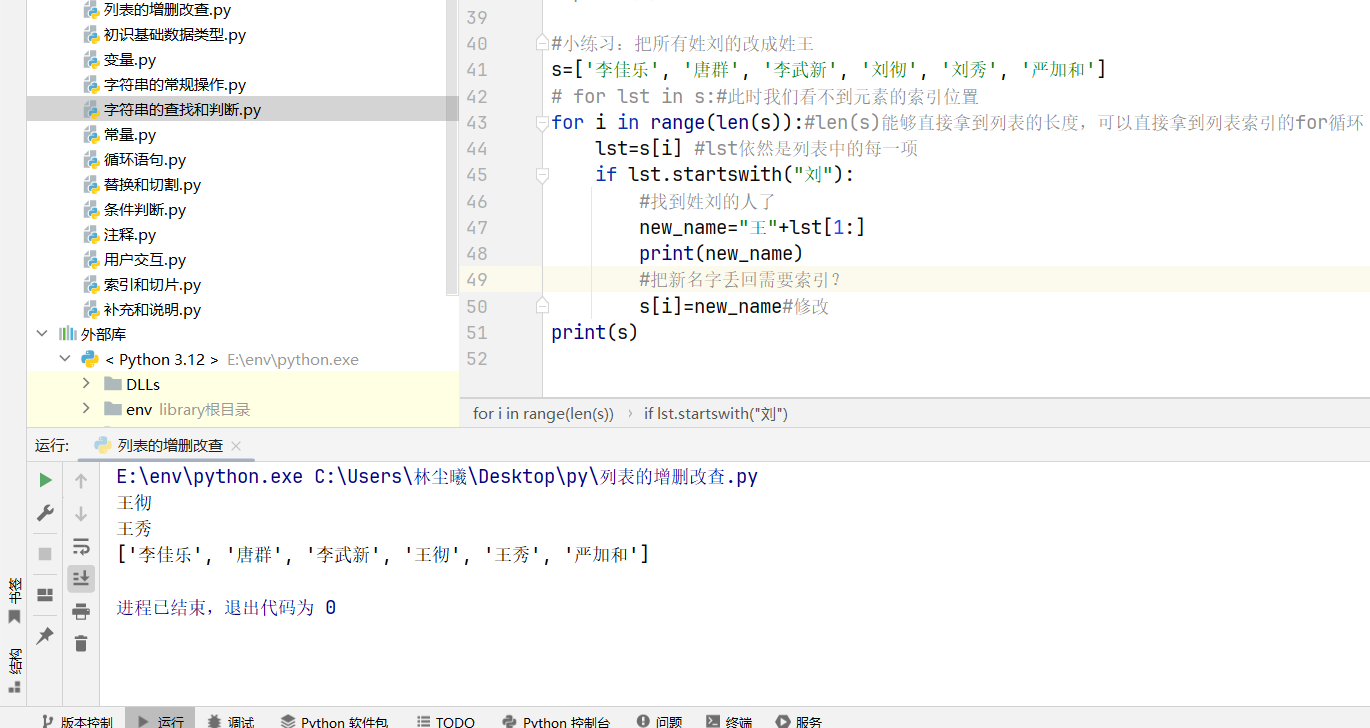 列表的增删改查.py
初识基础数据类型.py
变量.py
字符串的常规操作.py
字符串的查找和判断.py
常量.py
循环语句.py
替换和切割.py
条件判断.py
注释.py
用户交互.py
索引和切片.py
补充和说明.py
外部库
< Python 3.12 > E:\env\python.exe
DLLs
env library根目录
39
40 #小练习：把所有姓刘的改成姓王
41 s=['李佳乐', '唐群', '李武新', '刘彻', '刘秀', '严加和']
42 # for lst in s:#此时我们看不到元素的索引位置
43 for i in range(len(s)):#len(s)能够直接拿到列表的长度，可以直接拿到列表索引的for循环
44 lst=s[i] #lst依然是列表中的每一项
45 if lst.startswith("刘"):
46 #找到姓刘的人了
47 new_name="王"+lst[1:]
48 print(new_name)
49 #把新名字丢回需要索引？
50 s[i]=new_name#修改
51 print(s)
52
for i in range(len(s)) › if lst.startswith("刘")
运行: 列表的增删改查 ×
E:\env\python.exe C:\Users\林尘曦\Desktop\py\列表的增删改查.py
王彻
王秀
['李佳乐', '唐群', '李武新', '王彻', '王秀', '严加和']
进程已结束，退出代码为 0
书签
结构
版本控制 运行 调试 Python 软件包 TODO Python 控制台 问题 终端 服务